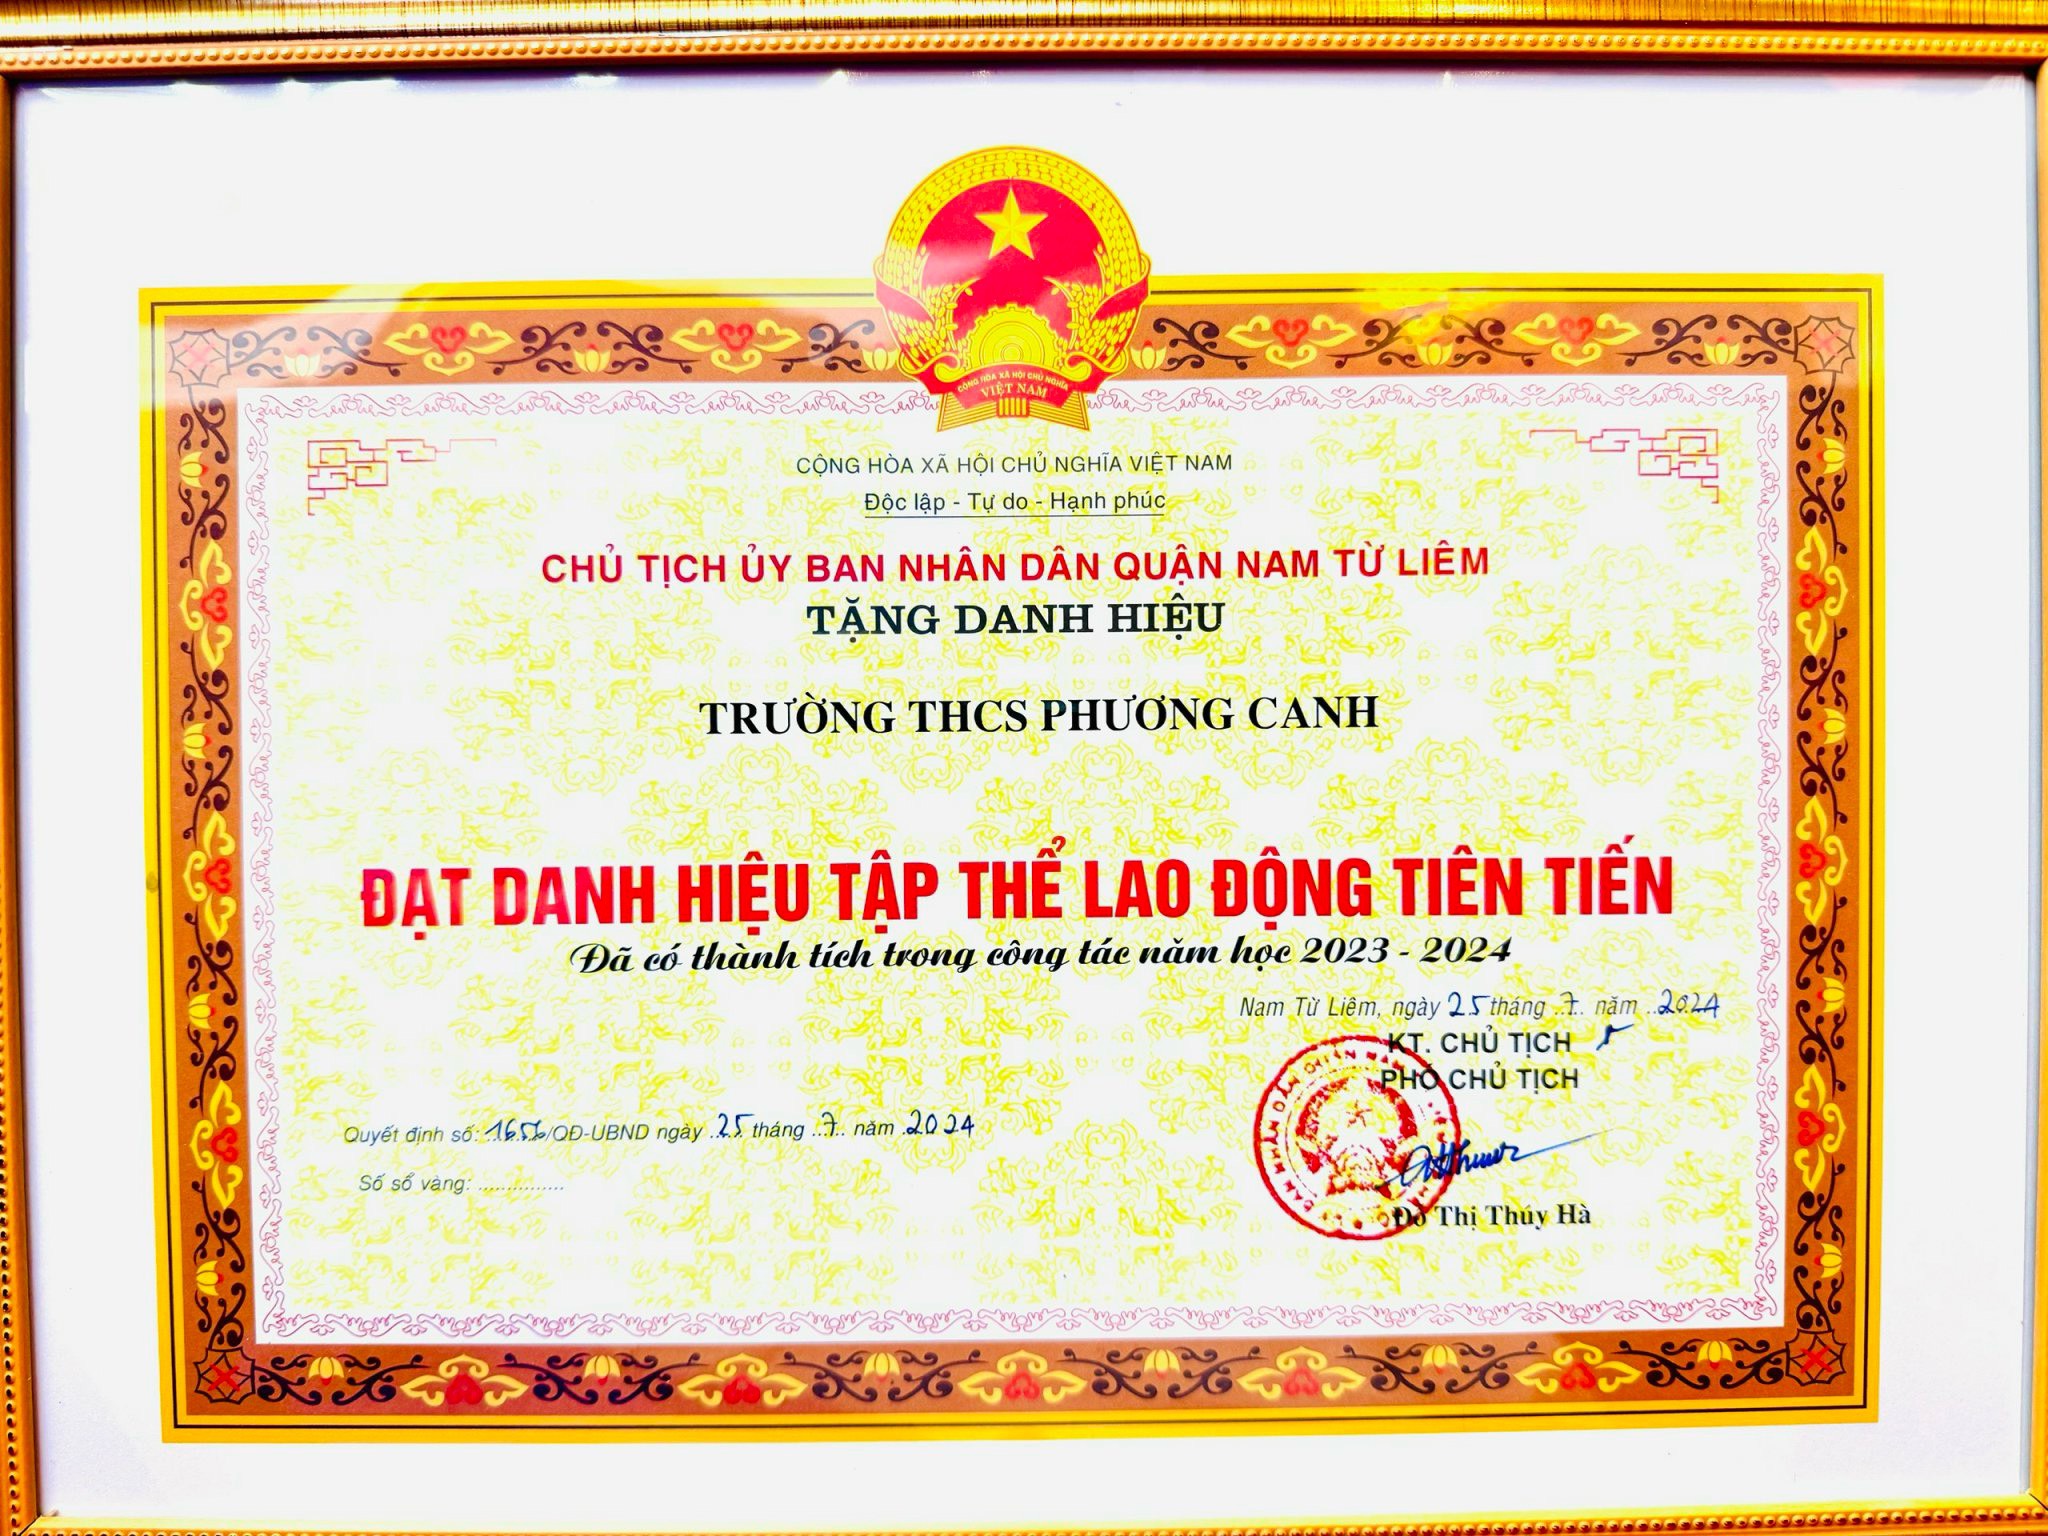 CỘNG HÒA XÃ HỘI CHỦ NGHĨA
VIỆT NAM
CỘNG HÒA XÃ HỘI CHỦ NGHĨA VIỆT NAM
Độc lập - Tự do - Hạnh phúc
CHỦ TỊCH ỦY BAN NHÂN DÂN QUẬN NAM TỪ LIÊM
TẶNG DANH HIỆU
TRƯỜNG THCS PHƯƠNG CANH
ĐẠT DANH HIỆU TẬP THỂ LAO ĐỘNG TIÊN TIẾN
Đã có thành tích trong công tác năm học 2023 - 2024
Nam Từ Liêm, ngày 25 tháng .7.. năm ..2024
KT. CHỦ TỊCH
PHÓ CHỦ TỊCH
Quyết định số: /QĐ-UBND ngày ..25.. tháng ..7.. năm ..2024
Số sổ vàng: ...............
Đỗ Thị Thúy Hà